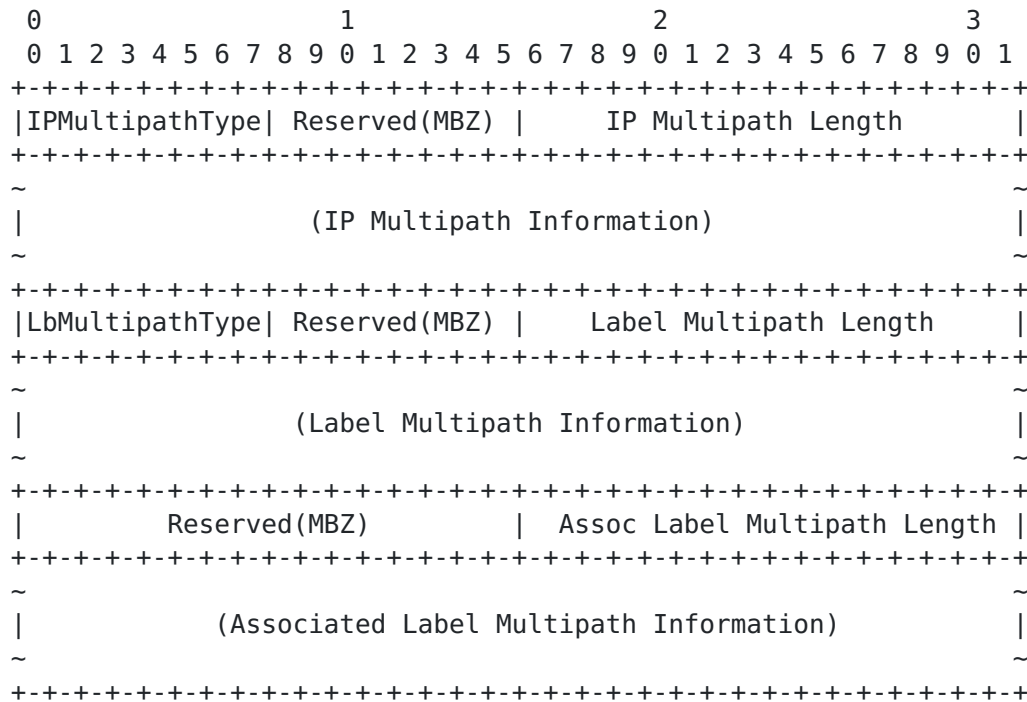 0                   1                   2                   3
 0 1 2 3 4 5 6 7 8 9 0 1 2 3 4 5 6 7 8 9 0 1 2 3 4 5 6 7 8 9 0 1
+-+-+-+-+-+-+-+-+-+-+-+-+-+-+-+-+-+-+-+-+-+-+-+-+-+-+-+-+-+-+-+-+
|IPMultipathType| Reserved(MBZ) |     IP Multipath Length       |
+-+-+-+-+-+-+-+-+-+-+-+-+-+-+-+-+-+-+-+-+-+-+-+-+-+-+-+-+-+-+-+-+
~                                                               ~
|                  (IP Multipath Information)                   |
~                                                               ~
+-+-+-+-+-+-+-+-+-+-+-+-+-+-+-+-+-+-+-+-+-+-+-+-+-+-+-+-+-+-+-+-+
|LbMultipathType| Reserved(MBZ) |    Label Multipath Length     |
+-+-+-+-+-+-+-+-+-+-+-+-+-+-+-+-+-+-+-+-+-+-+-+-+-+-+-+-+-+-+-+-+
~                                                               ~
|                 (Label Multipath Information)                 |
~                                                               ~
+-+-+-+-+-+-+-+-+-+-+-+-+-+-+-+-+-+-+-+-+-+-+-+-+-+-+-+-+-+-+-+-+
|         Reserved(MBZ)         |  Assoc Label Multipath Length |
+-+-+-+-+-+-+-+-+-+-+-+-+-+-+-+-+-+-+-+-+-+-+-+-+-+-+-+-+-+-+-+-+
~                                                               ~
|            (Associated Label Multipath Information)           |
~                                                               ~
+-+-+-+-+-+-+-+-+-+-+-+-+-+-+-+-+-+-+-+-+-+-+-+-+-+-+-+-+-+-+-+-+